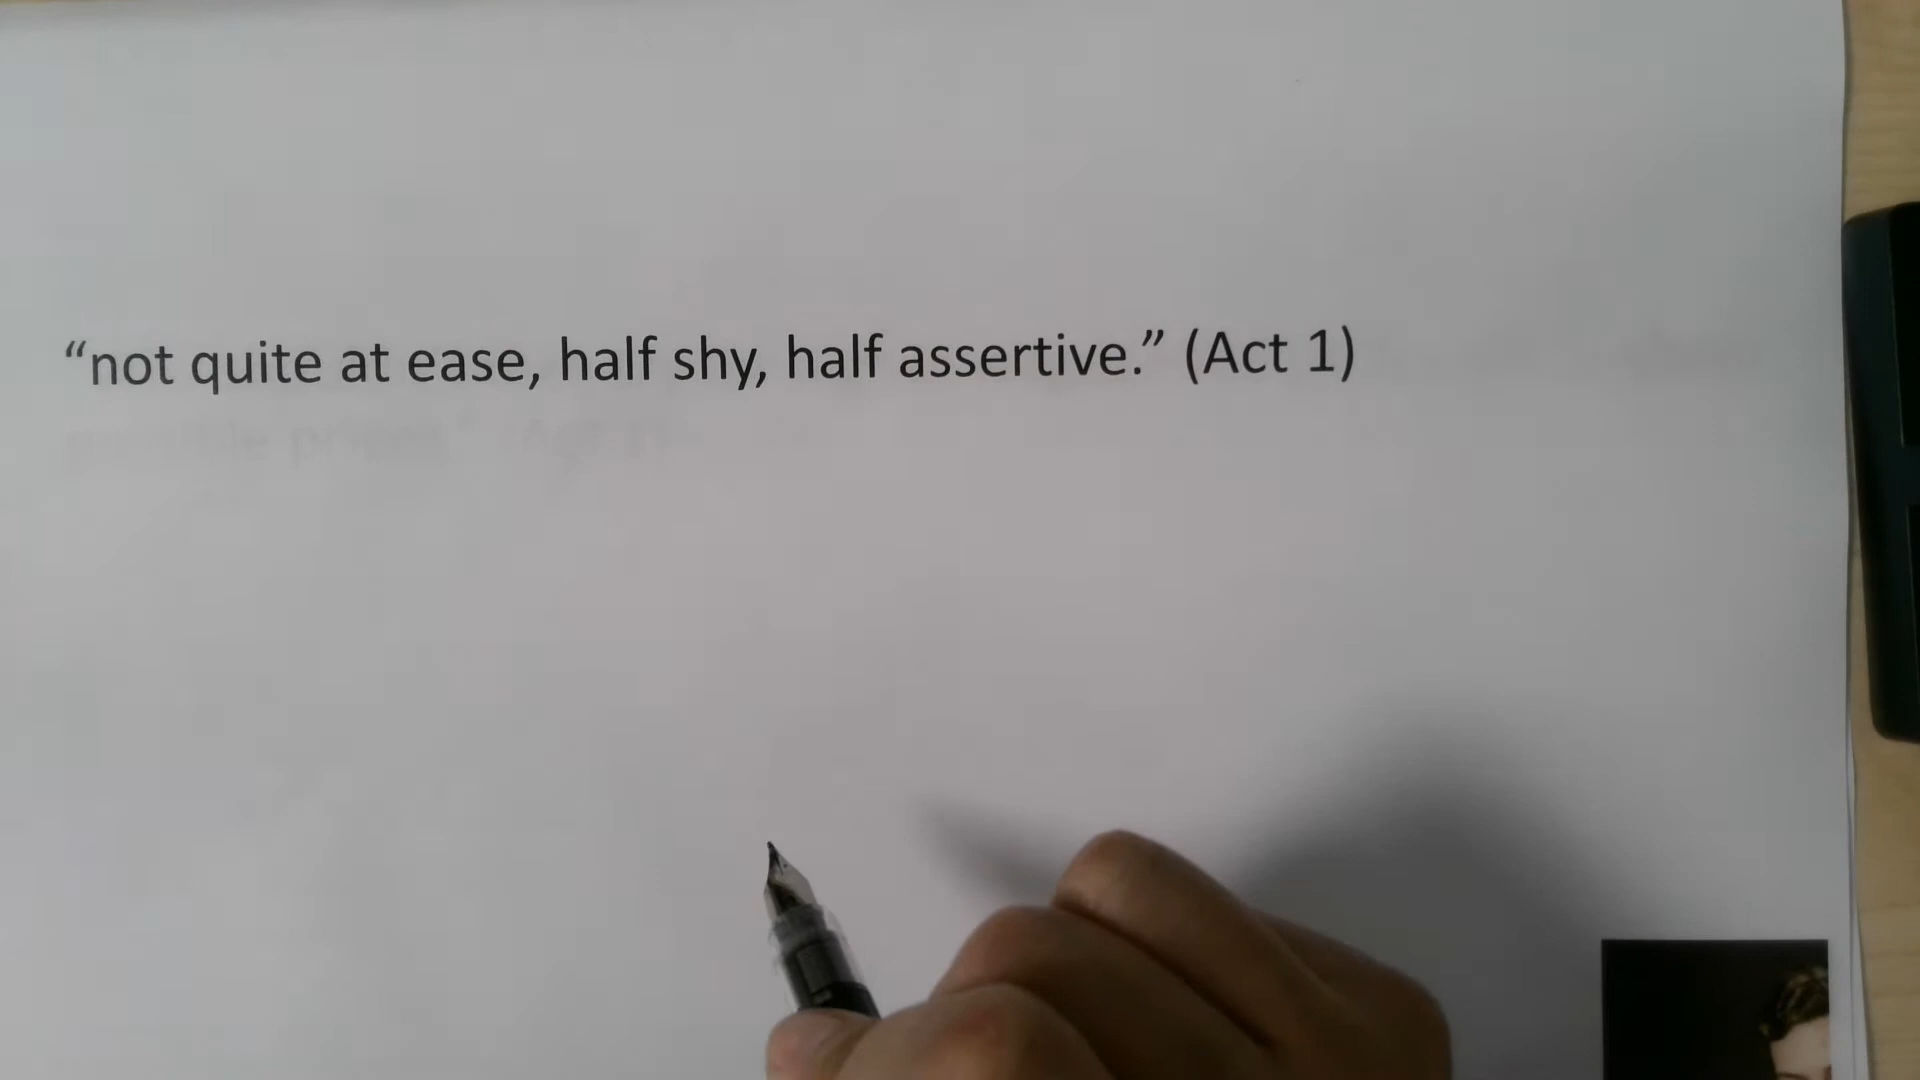 “not quite at ease, half shy, half assertive.” (Act 1)